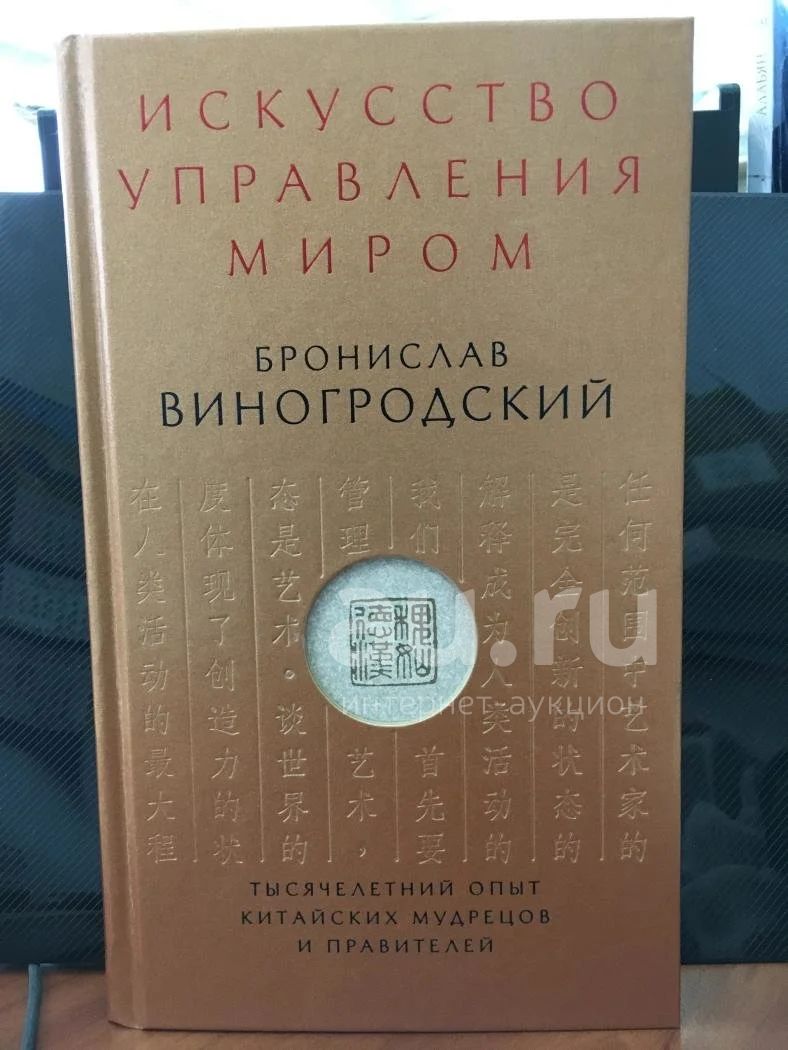 ИСКУССТВО
УПРАВЛЕНИЯ
МИРОМ
БРОНИСЛАВ
ВИНОГРОДСКИЙ
在人类活动的最大程
度体现了创造力的状
态是艺术。谈世界的
管理艺术，
我们首先要
解释成为人类活动的
是完全创新的状态的
任何范围艺术家的
au.ru
интернет-аукцион
ТЫСЯЧЕЛЕТНИЙ ОПЫТ
КИТАЙСКИХ МУДРЕЦОВ
И ПРАВИТЕЛЕЙ